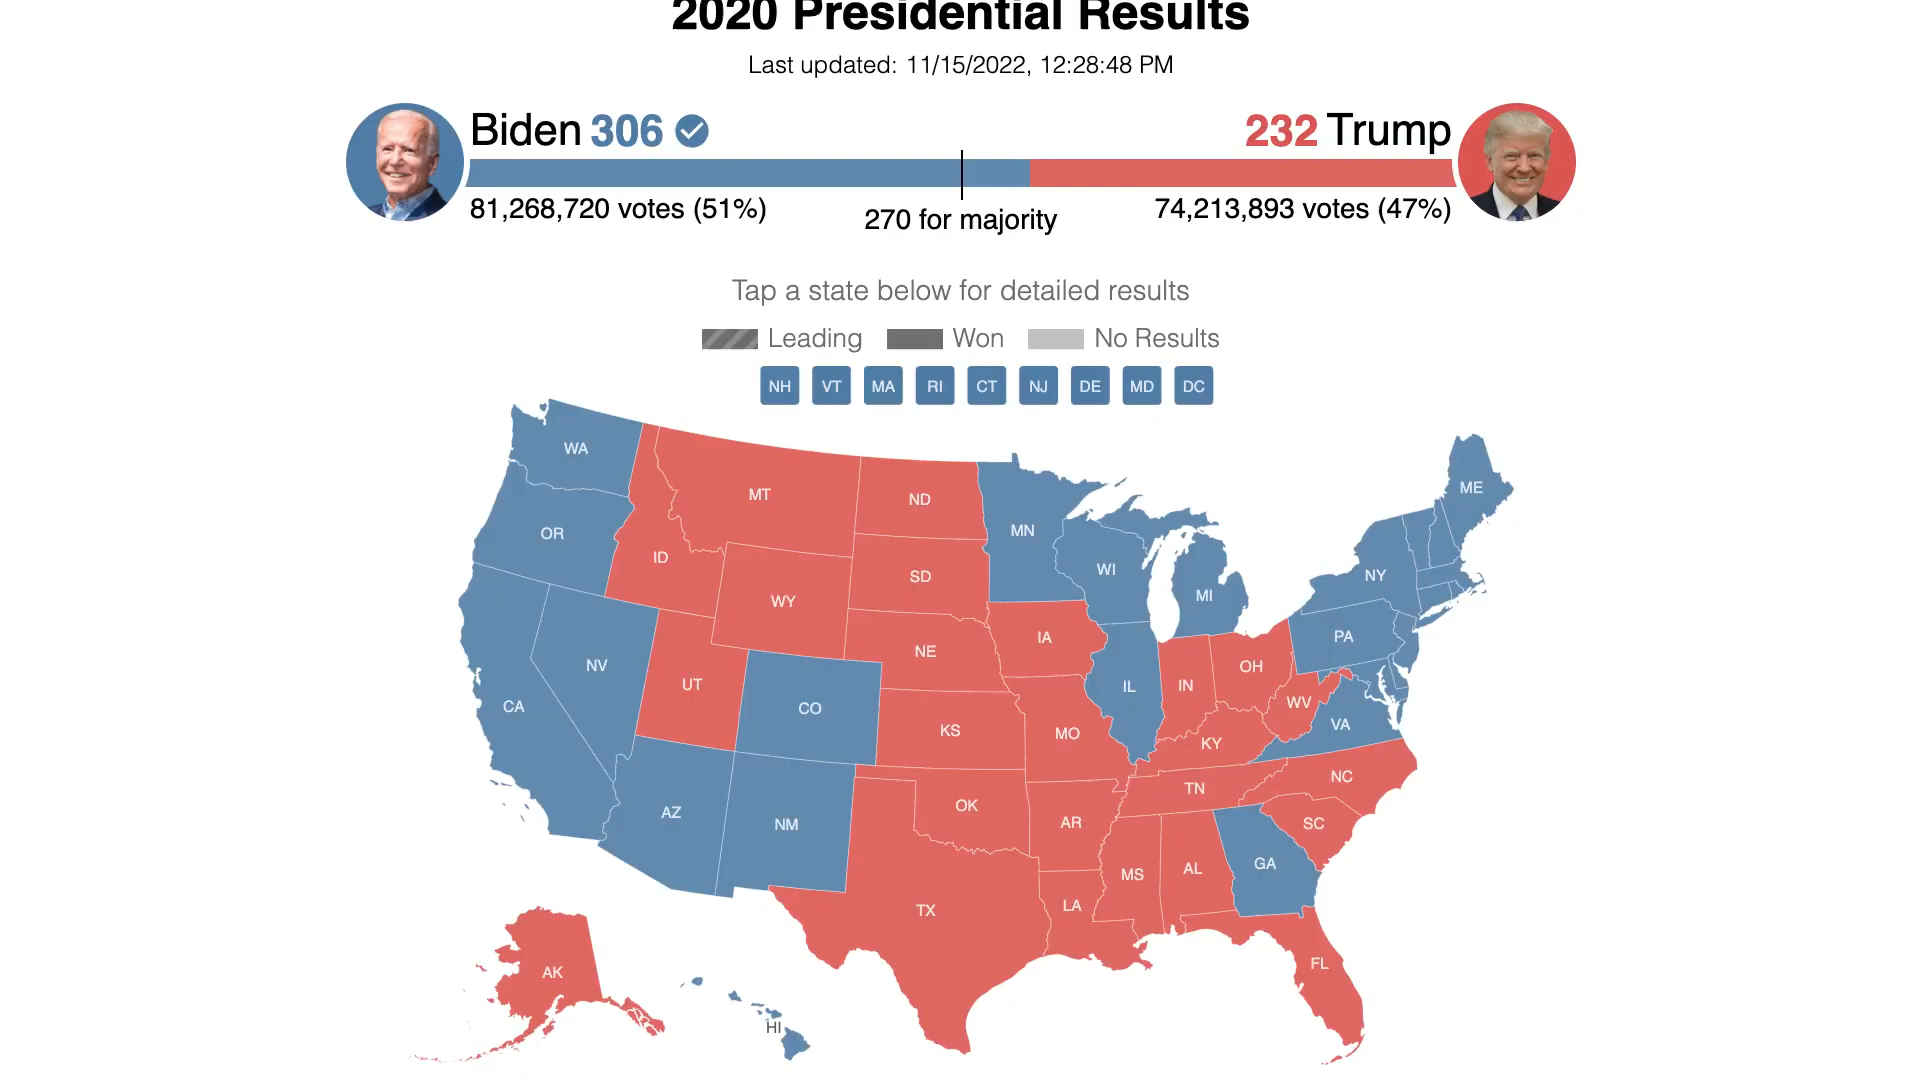 2020 Presidential Results
Last updated: 11/15/2022, 12:28:48 PM
Biden 306
232 Trump
81,268,720 votes (51%)
270 for majority
74,213,893 votes (47%)
Tap a state below for detailed results
Leading
Won
No Results
NH
VT
MA
RI
CT
NJ
DE
MD
DC
WA
MT
ND
ME
OR
MN
ID
SD
WI
NY
WY
MI
IA
PA
NE
NV
OH
UT
IL
IN
CA
CO
WV
KS
MO
VA
KY
NC
TN
OK
AZ
NM
AR
SC
GA
MS
AL
TX
LA
FL
AK
HI